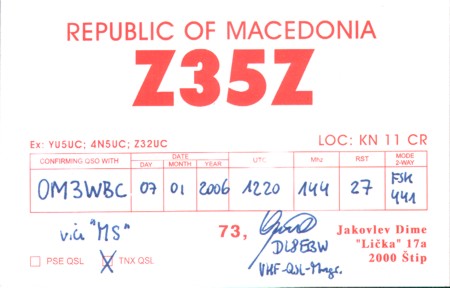 REPUBLIC OF MACEDONIA
Z35Z
Ex: YU5UC; 4N5UC; Z32UC
LOC: KN 11 CR
CONFIRMING QSO WITH DATE DAY MONTH YEAR UTC Mhz RST MODE 2-WAY
OM3WBC 07 01 2006 1220 144 27 FSK 441
via "MS"
73,
DL8EBW
VHF-QSL-Mngr.
Jakovlev Dime
"Lička" 17a
2000 Štip
PSE QSL X TNX QSL